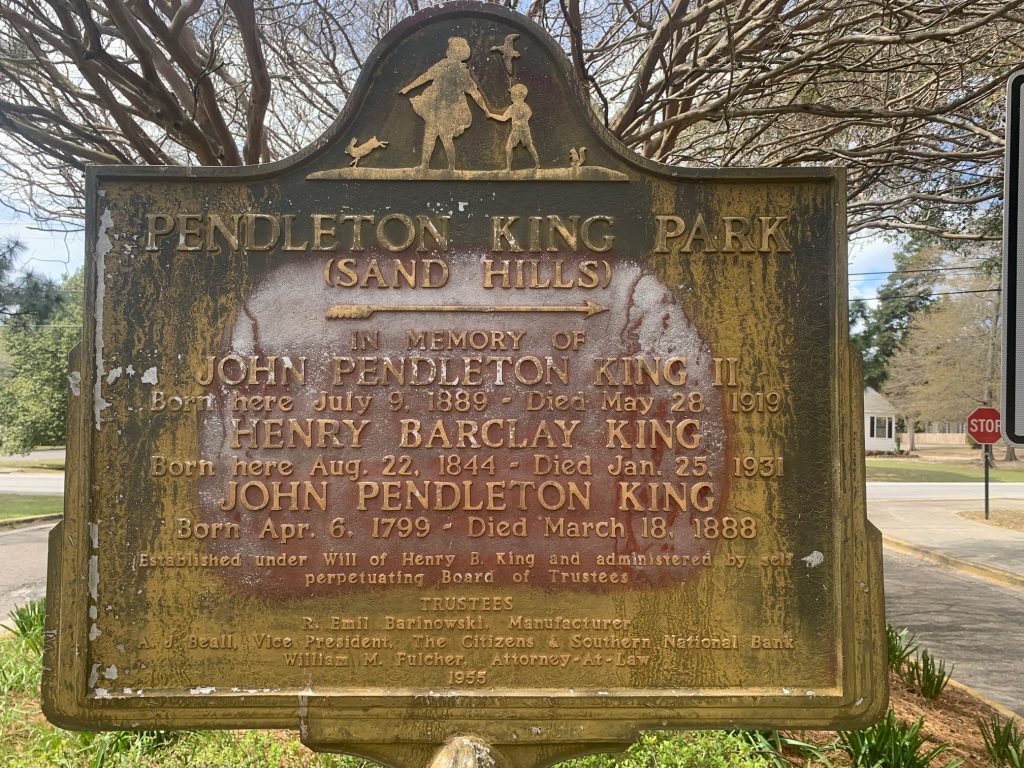 PENDLETON KING PARK
(SAND HILLS)
IN MEMORY OF
JOHN PENDLETON KING II
Born here July 9, 1889 - Died May 28, 1919
HENRY BARCLAY KING
Born here Aug. 22, 1844 - Died Jan. 25, 1931
JOHN PENDLETON KING
Born Apr. 6, 1799 - Died March 18, 1888
Established under Will of Henry B. King and administered by self
perpetuating Board of Trustees
TRUSTEES
R. Emil Barinowski, Manufacturer
A. J. Beall, Vice President, The Citizens & Southern National Bank
William M. Fulcher, Attorney-At-Law
1955
STOP